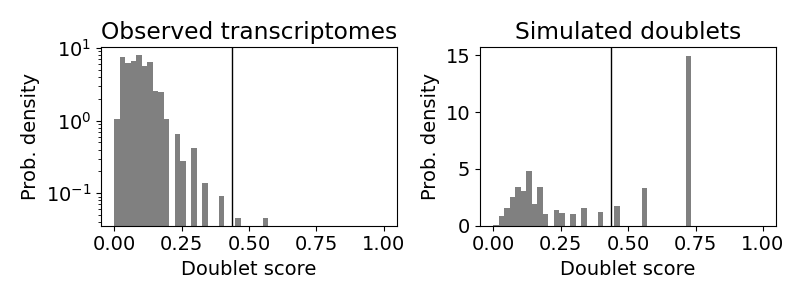 Observed transcriptomes
Prob. density
10¹
10⁰
10⁻¹
0.00 0.25 0.50 0.75 1.00
Doublet score
Simulated doublets
Prob. density
15
10
5
0
0.00 0.25 0.50 0.75 1.00
Doublet score